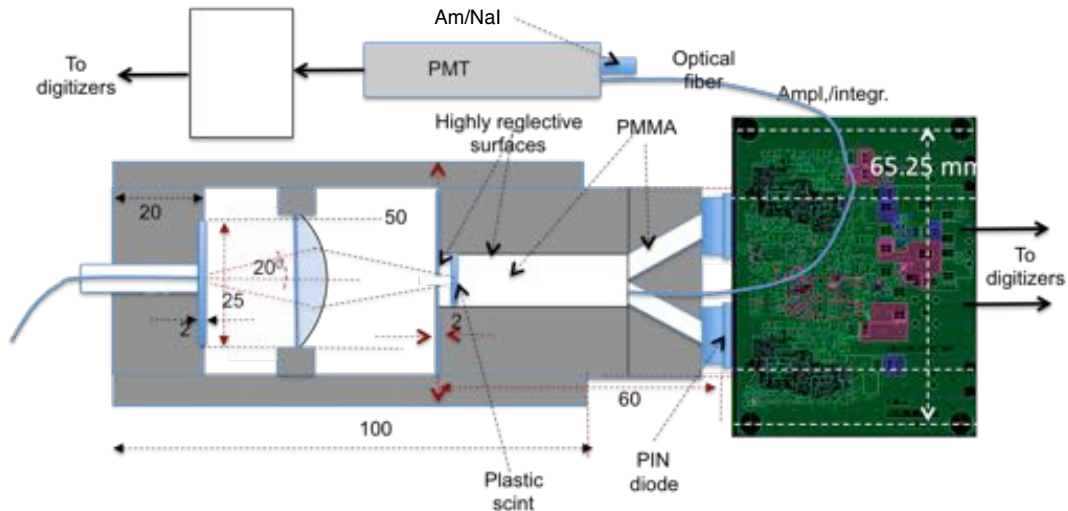 Am/NaI
To
digitizers
PMT
Optical
fiber
Ampl,/integr.
Highly reglective
surfaces
PMMA
65.25 mm
20
50
20°
25
2
2
To
digitizers
60
100
Plastic
scint
PIN
diode